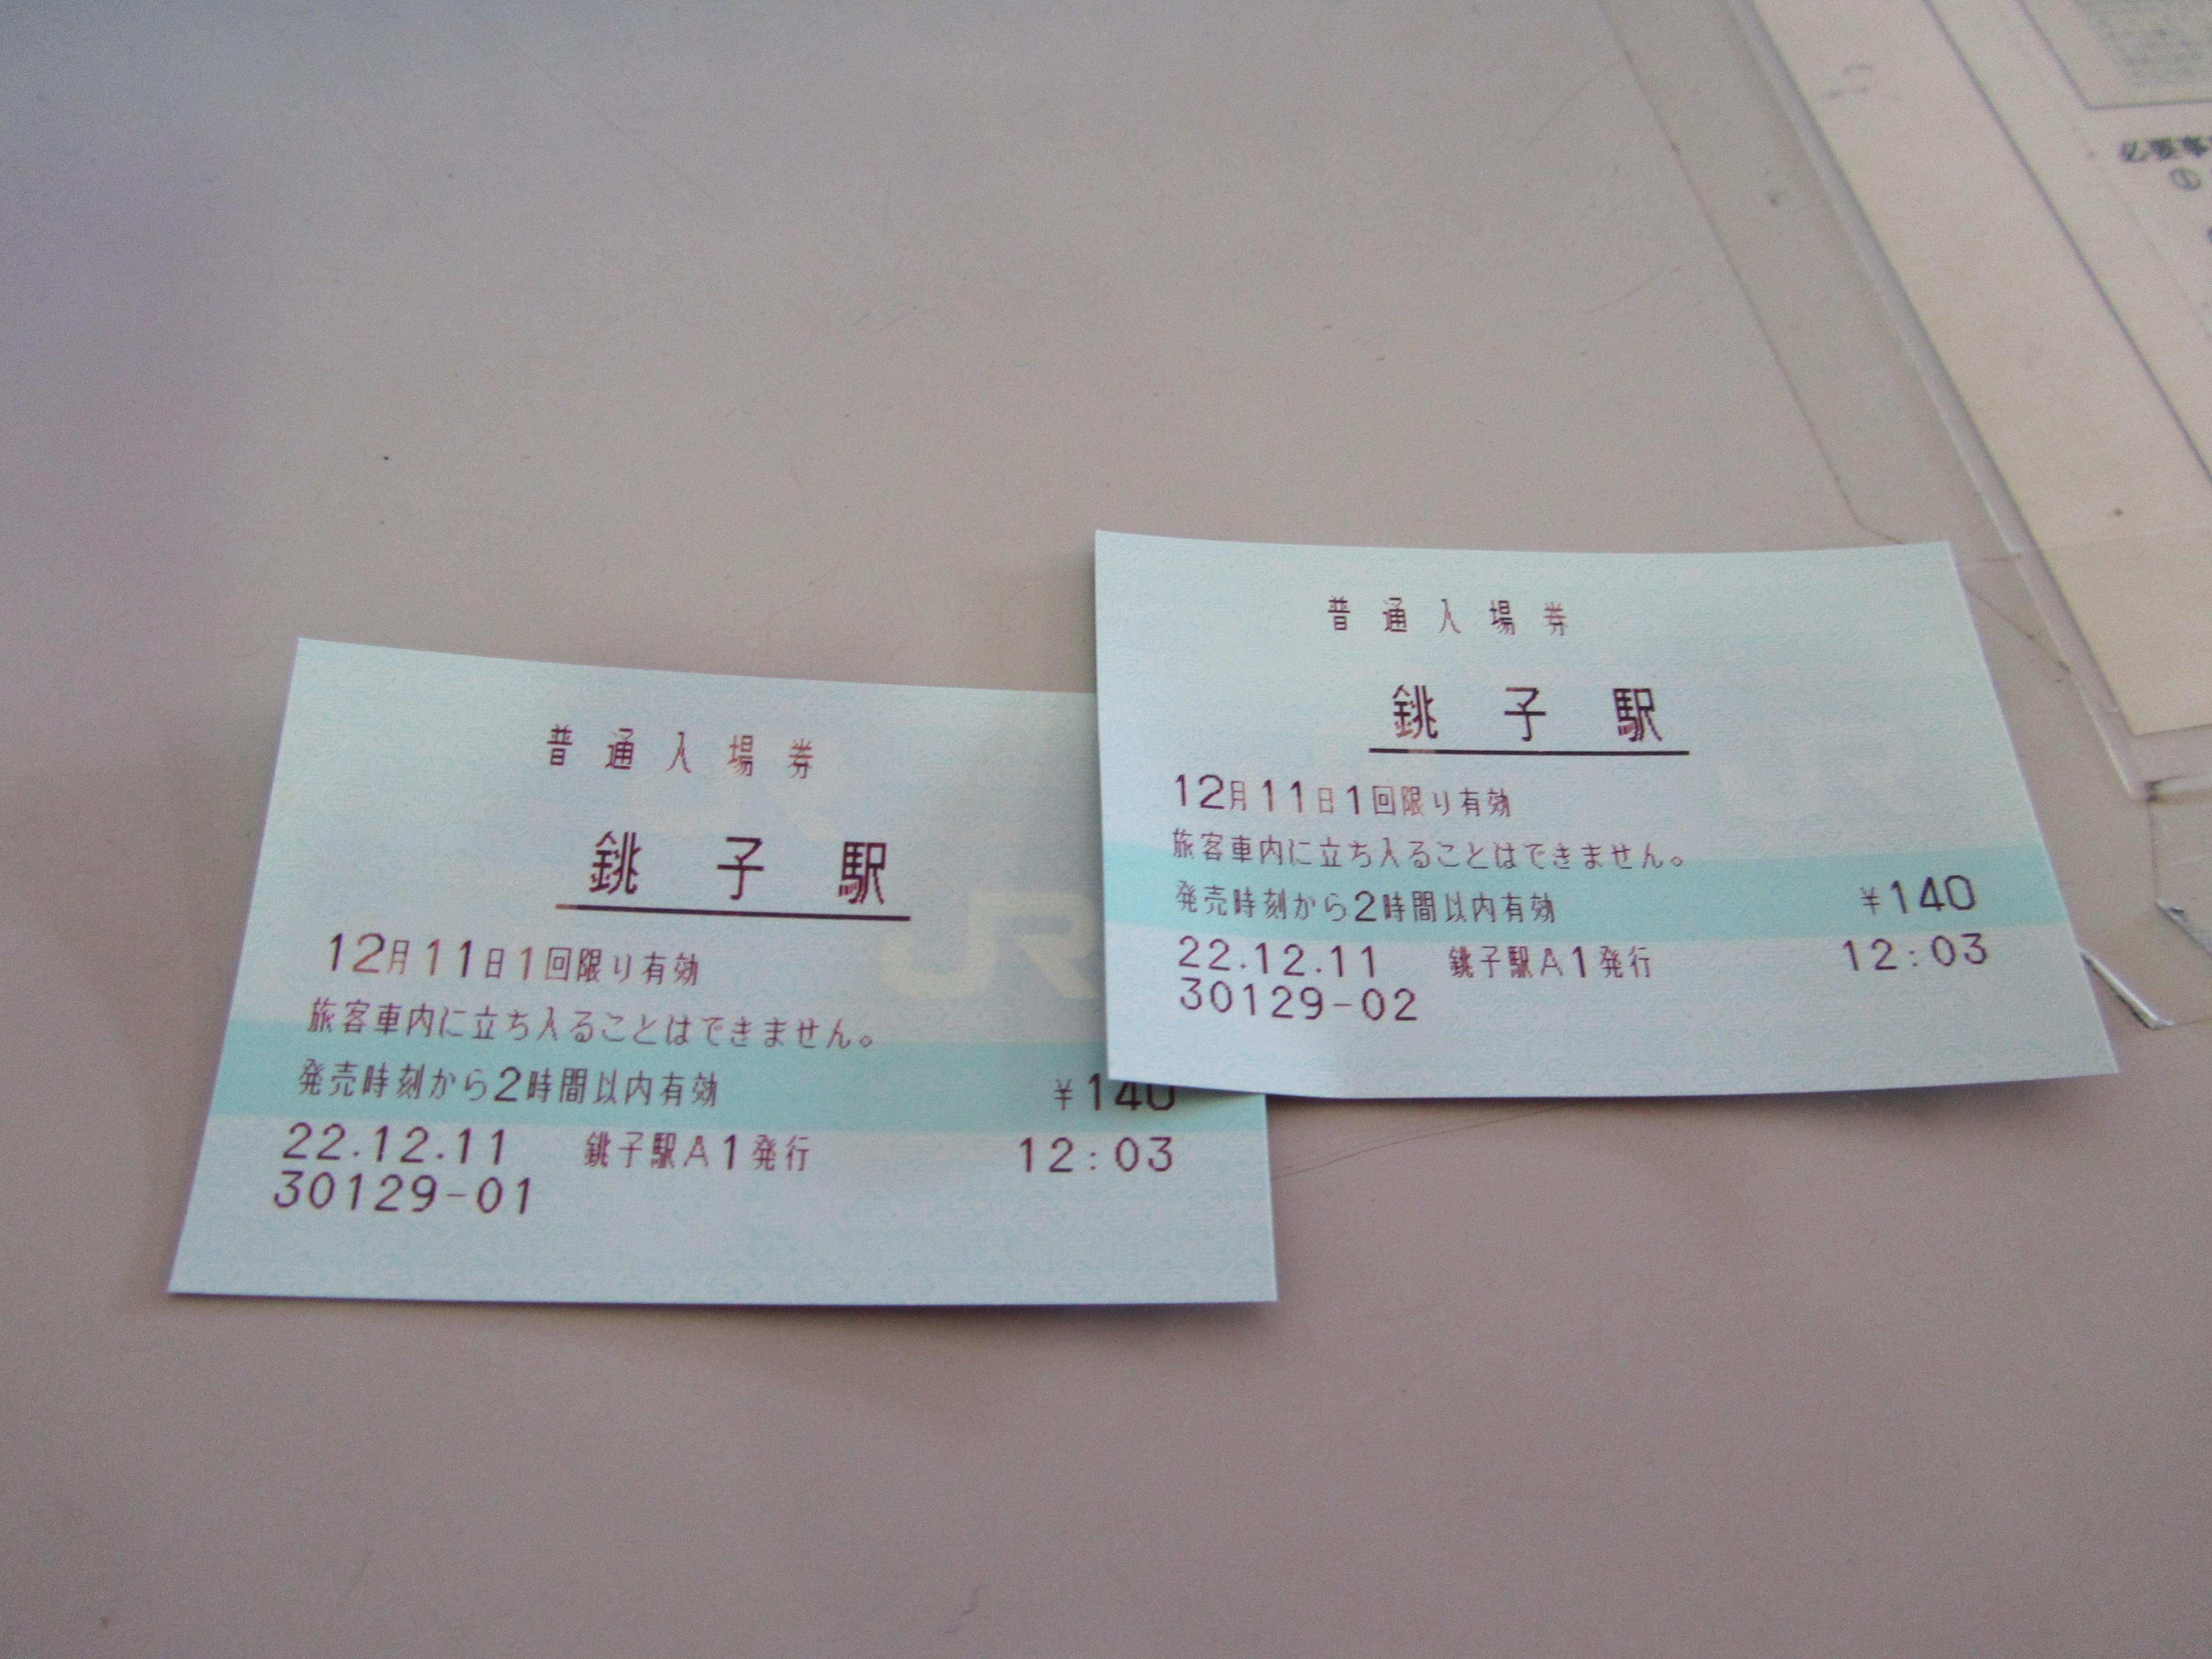 普通入場券
銚子駅
12月11日1回限り有効
旅客車内に立ち入ることはできません。
発売時刻から2時間以内有効 ¥140
22.12.11 銚子駅A1発行 12:03
30129-01
普通入場券
銚子駅
12月11日1回限り有効
旅客車内に立ち入ることはできません。
発売時刻から2時間以内有効 ¥140
22.12.11 銚子駅A1発行 12:03
30129-02
必要事
①